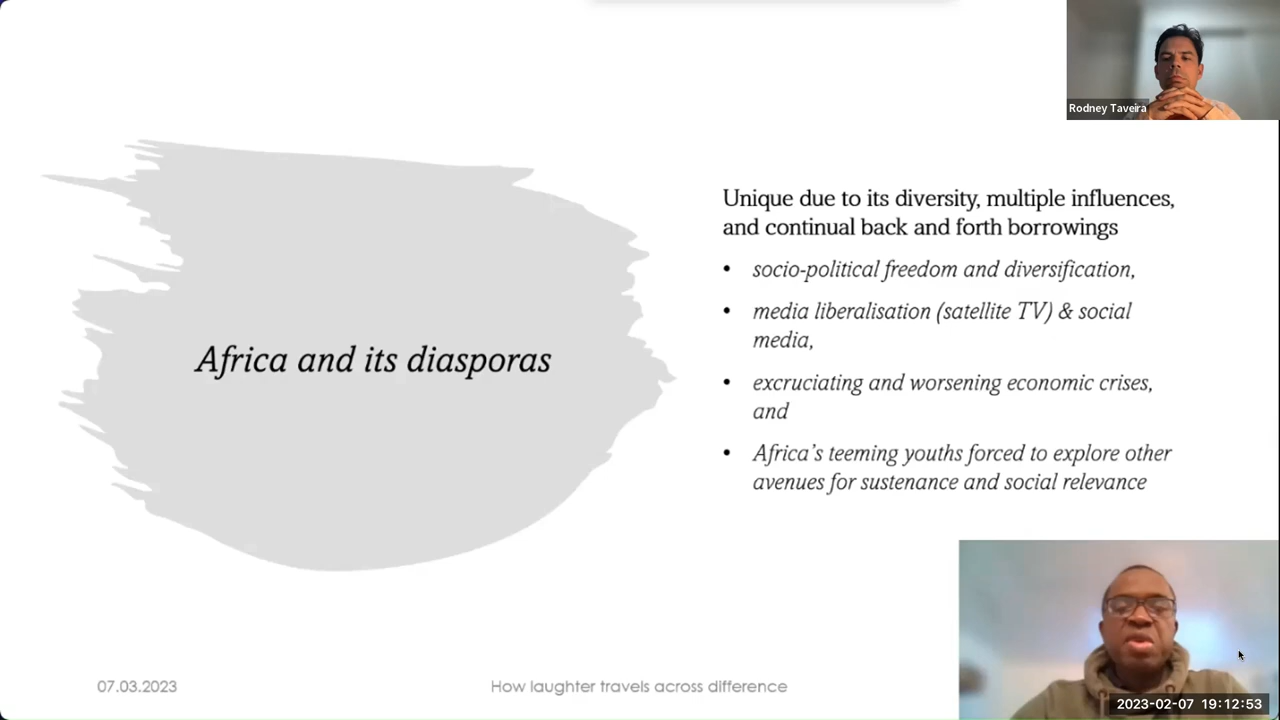 Rodney Taveira
Unique due to its diversity, multiple influences,
and continual back and forth borrowings
• socio-political freedom and diversification,
• media liberalisation (satellite TV) & social
media,
• excruciating and worsening economic crises,
and
• Africa's teeming youths forced to explore other
avenues for sustenance and social relevance
Africa and its diasporas
07.03.2023
How laughter travels across difference
2023-02-07 19:12:53